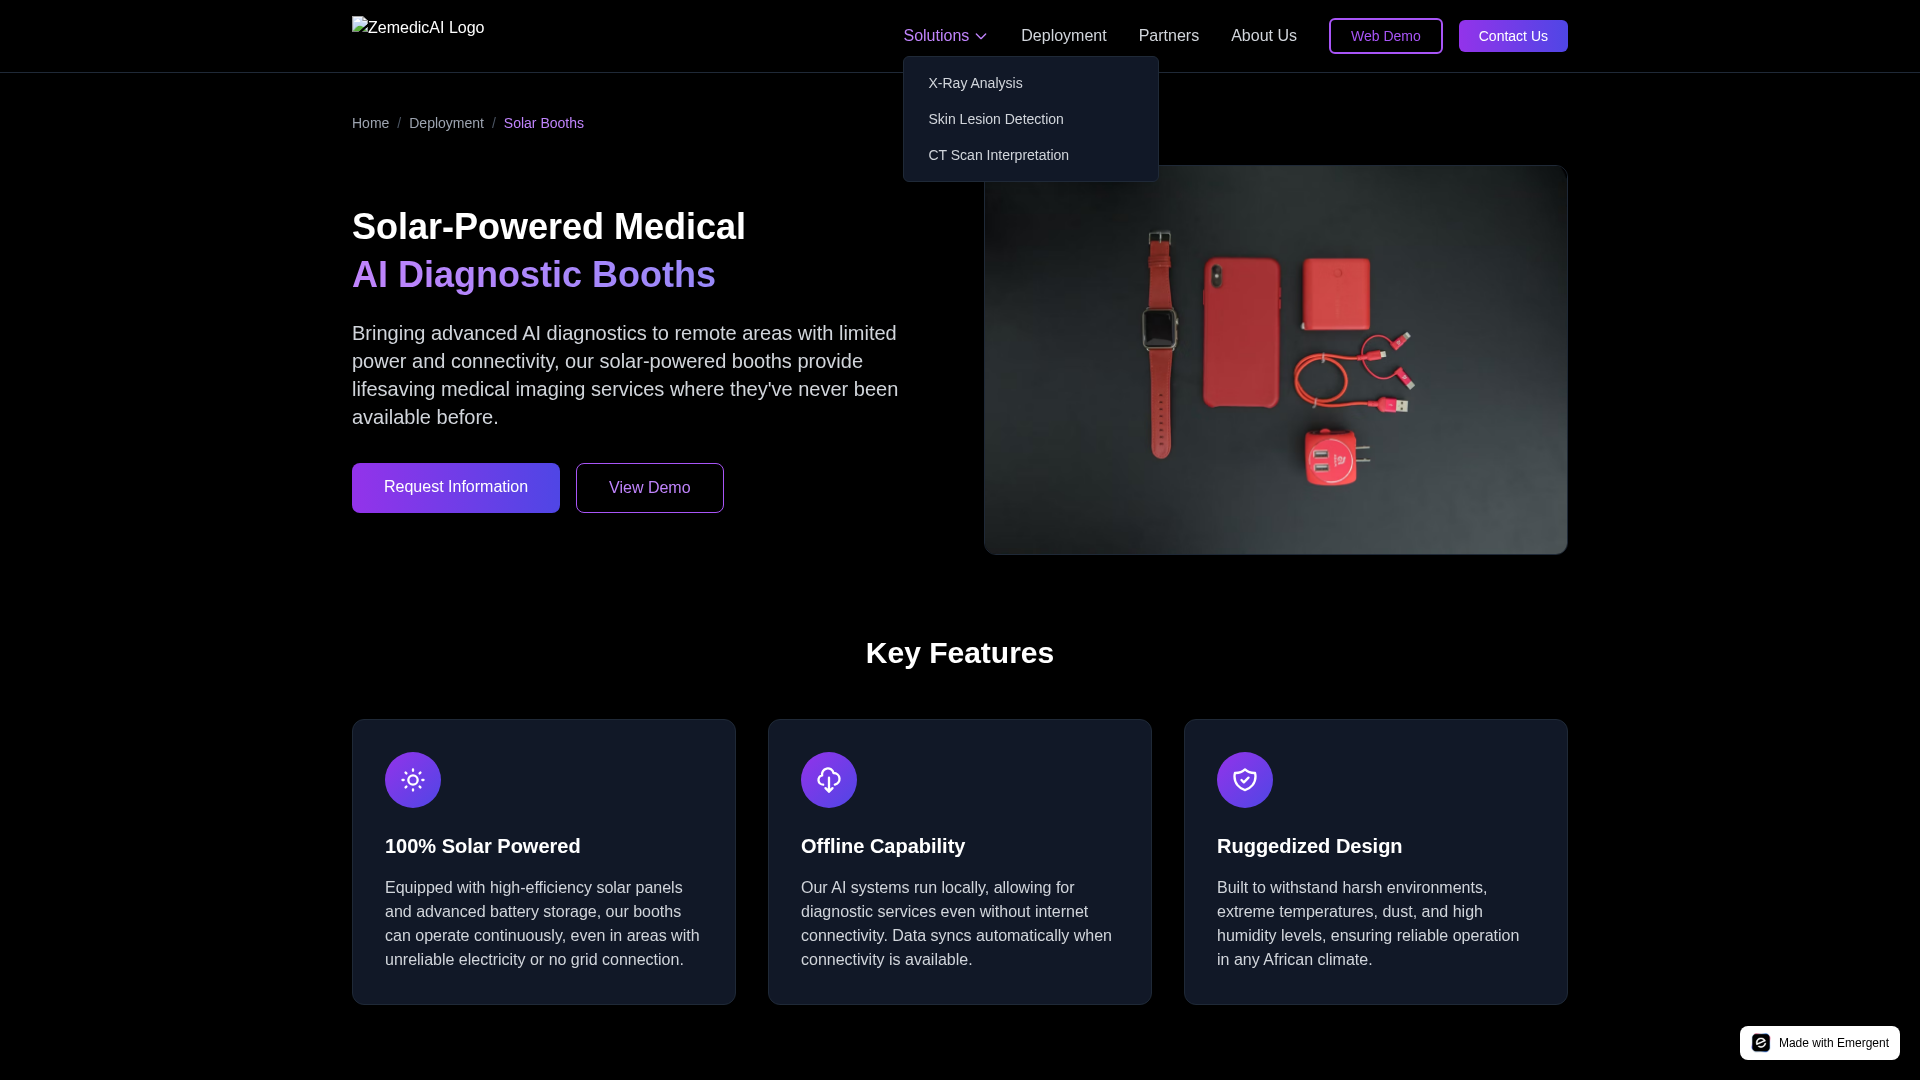 ZemedicAI Logo
Solutions
Deployment
Partners
About Us
Web Demo
Contact Us
X-Ray Analysis
Skin Lesion Detection
CT Scan Interpretation
Home / Deployment / Solar Booths
Solar-Powered Medical
AI Diagnostic Booths
Bringing advanced AI diagnostics to remote areas with limited
power and connectivity, our solar-powered booths provide
lifesaving medical imaging services where they've never been
available before.
Request Information
View Demo
Key Features
100% Solar Powered
Equipped with high-efficiency solar panels
and advanced battery storage, our booths
can operate continuously, even in areas with
unreliable electricity or no grid connection.
Offline Capability
Our AI systems run locally, allowing for
diagnostic services even without internet
connectivity. Data syncs automatically when
connectivity is available.
Ruggedized Design
Built to withstand harsh environments,
extreme temperatures, dust, and high
humidity levels, ensuring reliable operation
in any African climate.
Made with Emergent